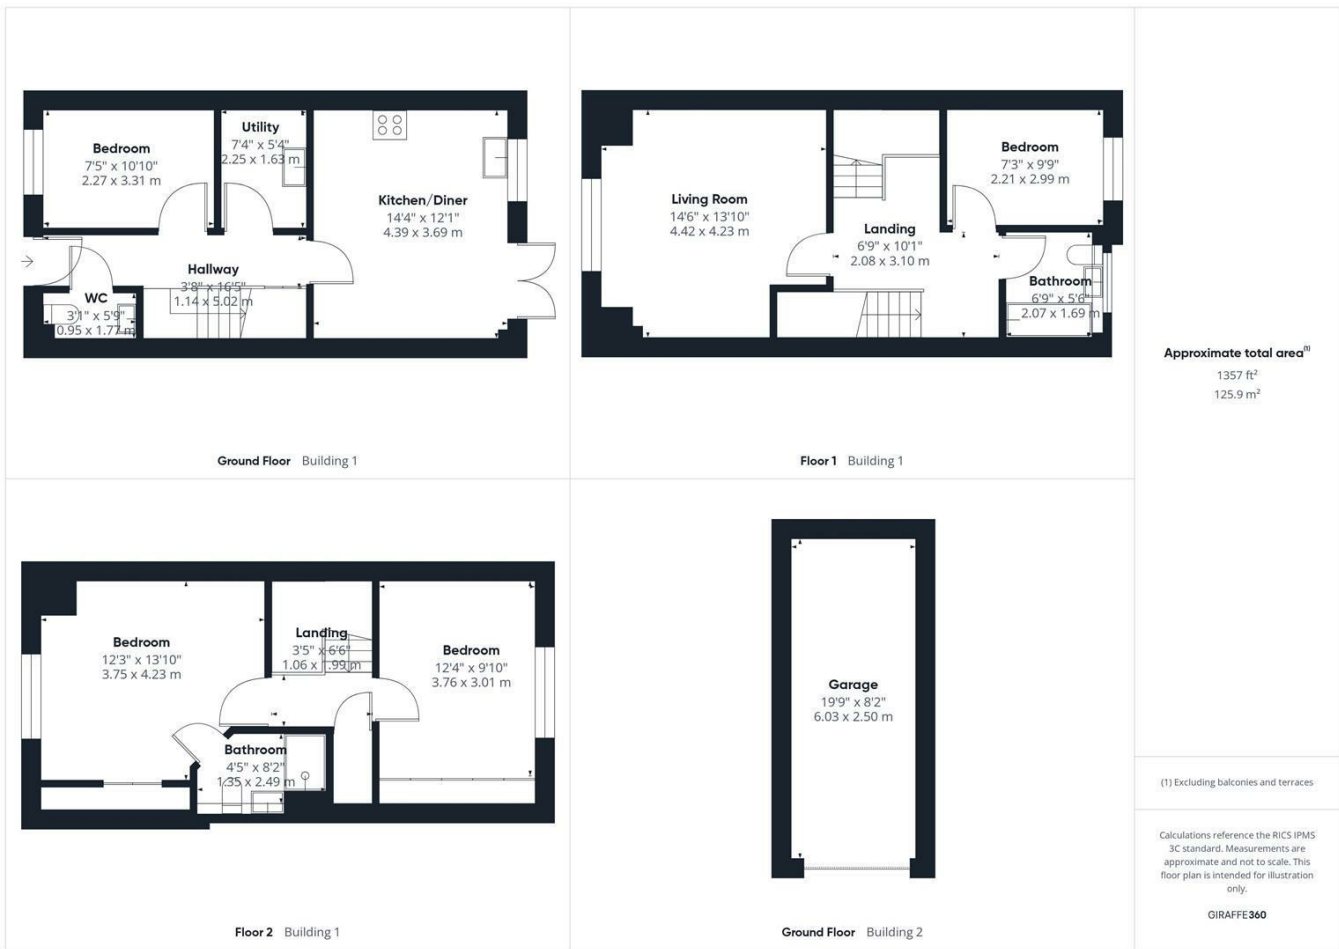 Bedroom
7'5" x 10'10"
2.27 x 3.31 m
Utility
7'4" x 5'4"
2.25 x 1.63 m
Kitchen/Diner
14'4" x 12'1"
4.39 x 3.69 m
Hallway
3'8" x 16'5"
1.14 x 5.02 m
WC
3'1" x 5'9"
0.95 x 1.77 m
Ground Floor Building 1
Living Room
14'6" x 13'10"
4.42 x 4.23 m
Landing
6'9" x 10'1"
2.08 x 3.10 m
Bedroom
7'3" x 9'9"
2.21 x 2.99 m
Bathroom
6'9" x 5'6"
2.07 x 1.69 m
Floor 1 Building 1
Bedroom
12'3" x 13'10"
3.75 x 4.23 m
Landing
3'5" x 6'6"
1.06 x 1.99 m
Bedroom
12'4" x 9'10"
3.76 x 3.01 m
Bathroom
4'5" x 8'2"
1.35 x 2.49 m
Floor 2 Building 1
Garage
19'9" x 8'2"
6.03 x 2.50 m
Ground Floor Building 2
Approximate total area(1)
1357 ft²
125.9 m²
(1) Excluding balconies and terraces
Calculations reference the RICS IPMS
3C standard. Measurements are
approximate and not to scale. This
floor plan is intended for illustration
only.
GIRAFFE360